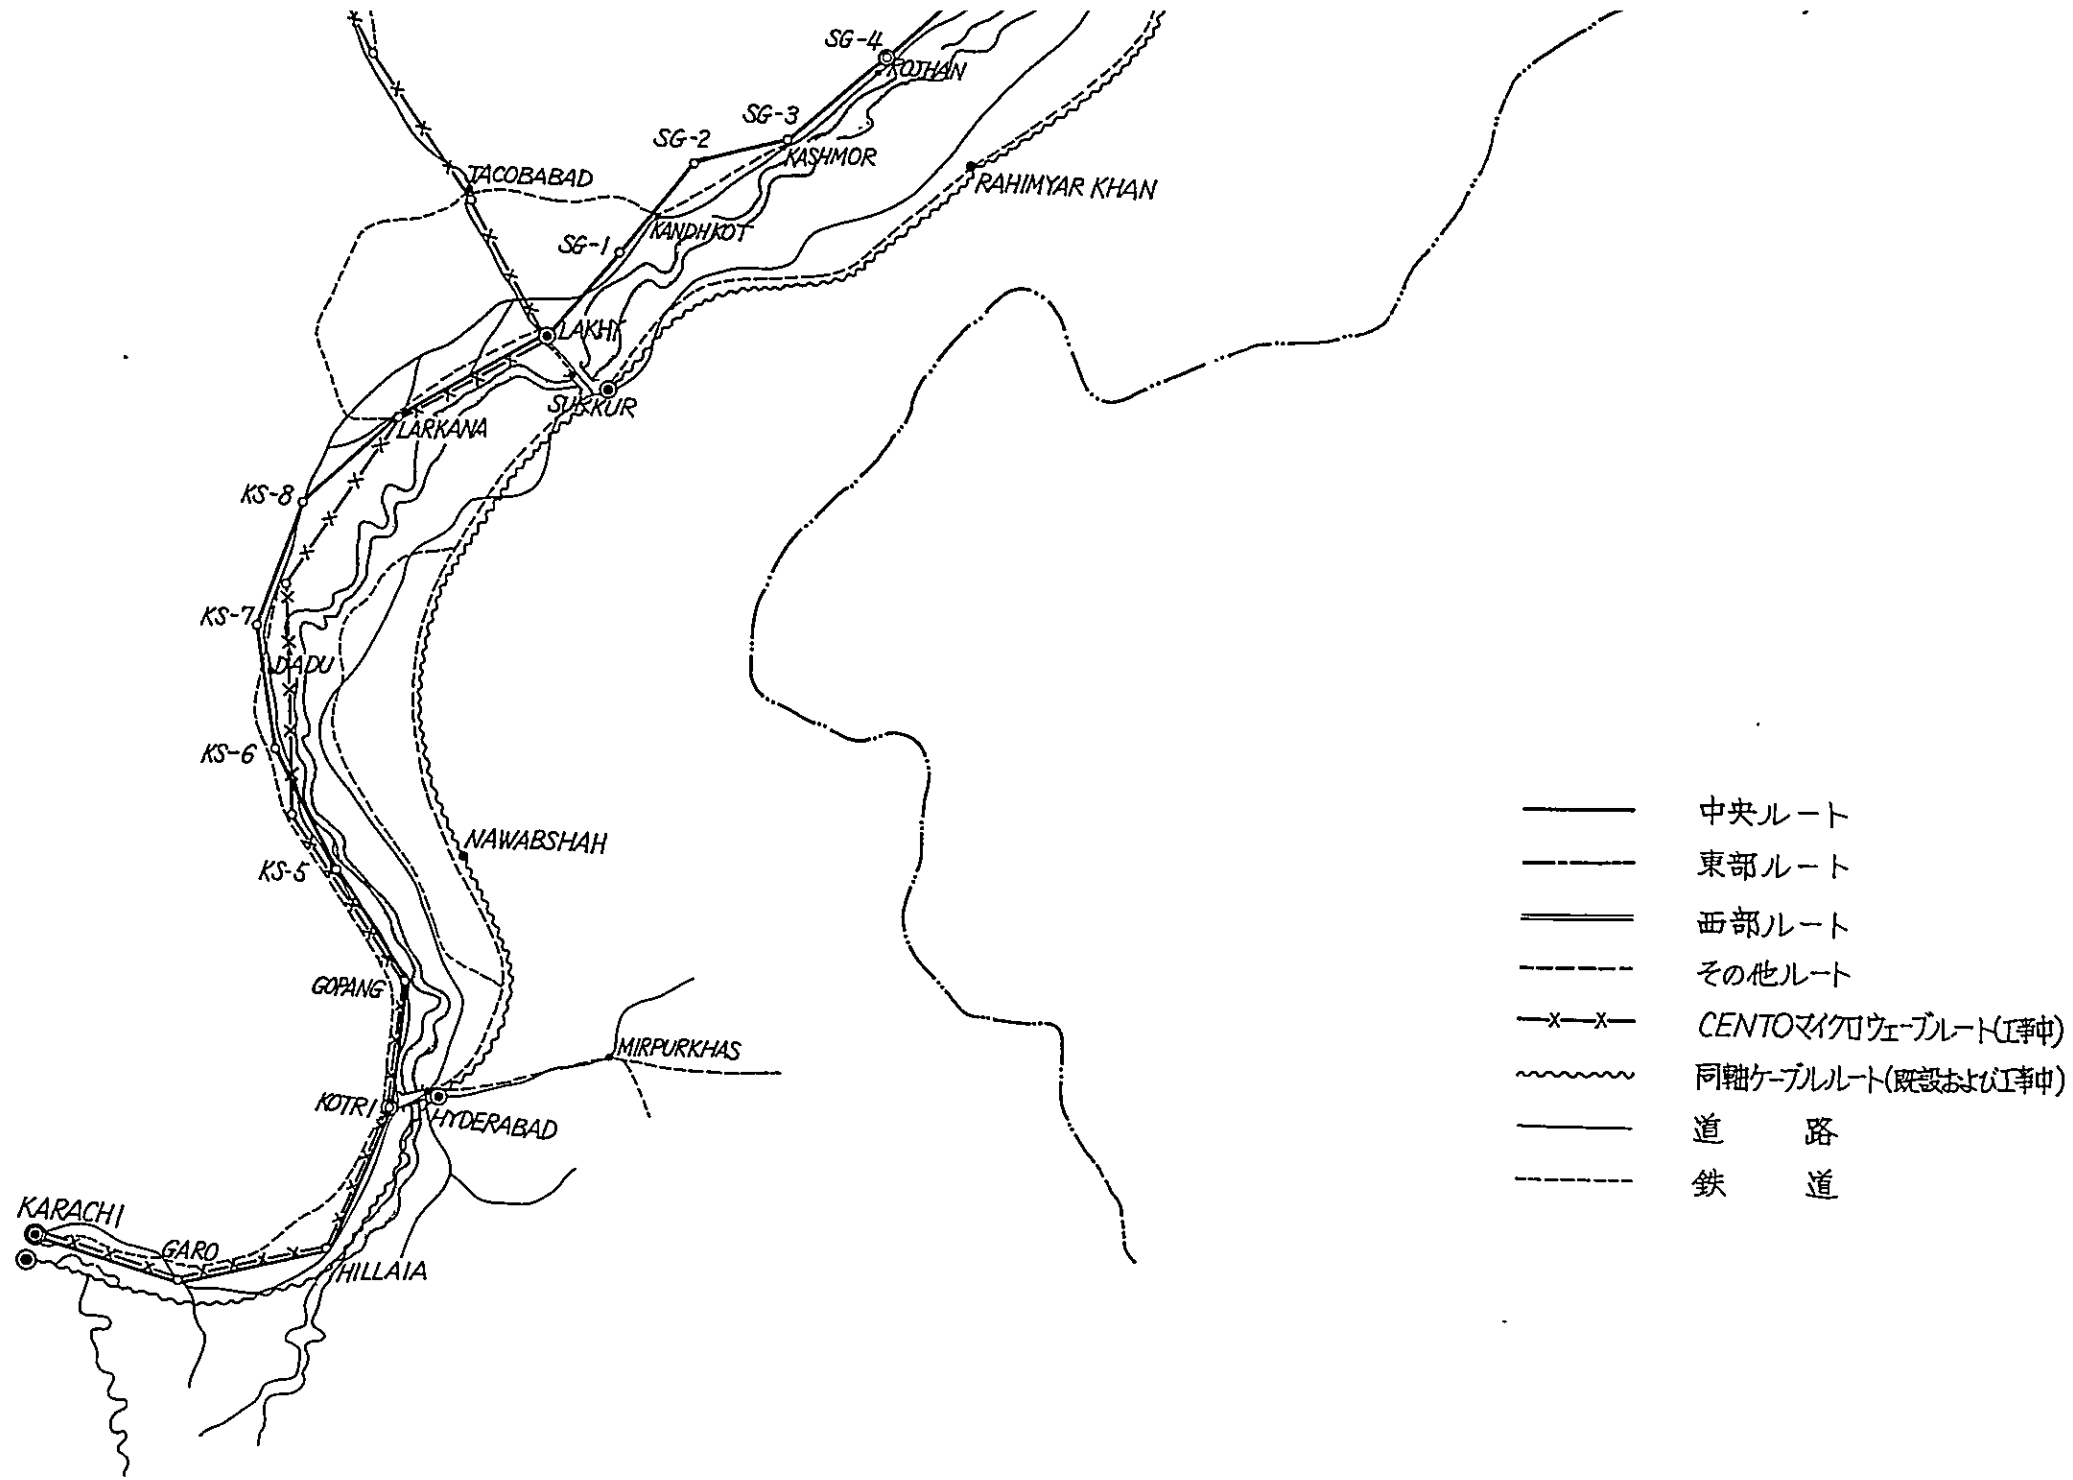 SG-4
ROJHAN
SG-3
KASHMOR
SG-2
TACOBABAD
RAHIMYAR KHAN
KANDHKOT
SG-1
LAKHI
SUKKUR
LARKANA
KS-8
KS-7
DADU
KS-6
NAWABSHAH
KS-5
GOPANG
MIRPURKHAS
KOTRI
HYDERABAD
KARACHI
GARO
HILLAIA
中央ルート
東部ルート
西部ルート
その他ルート
CENTOマイクロウェーブルート(工事中)
同軸ケーブルルート(既設および工事中)
道 路
鉄 道